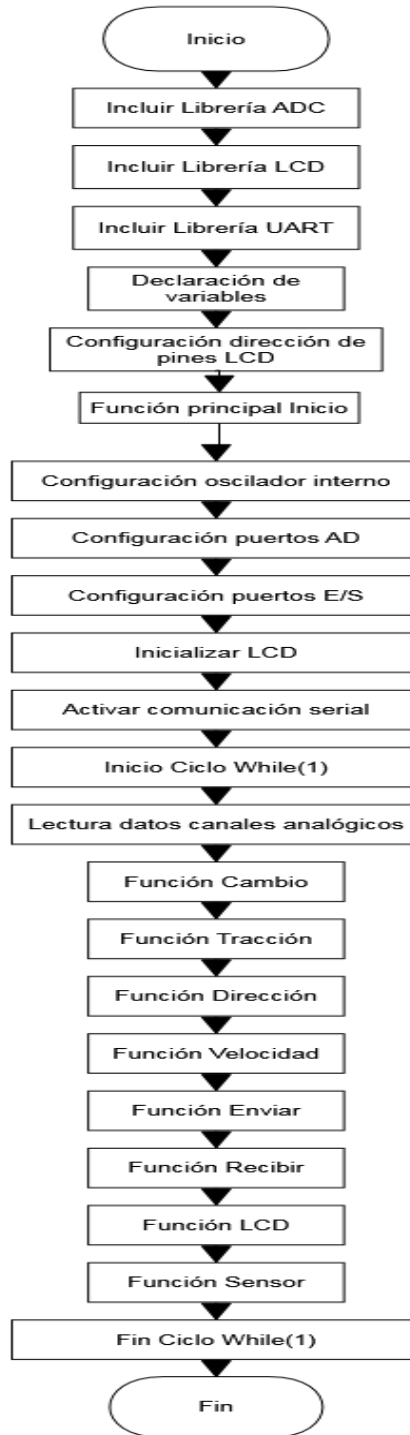 Inicio
Incluir Librería ADC
Incluir Librería LCD
Incluir Librería UART
Declaración de
variables
Configuración dirección de
pines LCD
Función principal Inicio
Configuración oscilador interno
Configuración puertos AD
Configuración puertos E/S
Inicializar LCD
Activar comunicación serial
Inicio Ciclo While(1)
Lectura datos canales analógicos
Función Cambio
Función Tracción
Función Dirección
Función Velocidad
Función Enviar
Función Recibir
Función LCD
Función Sensor
Fin Ciclo While(1)
Fin